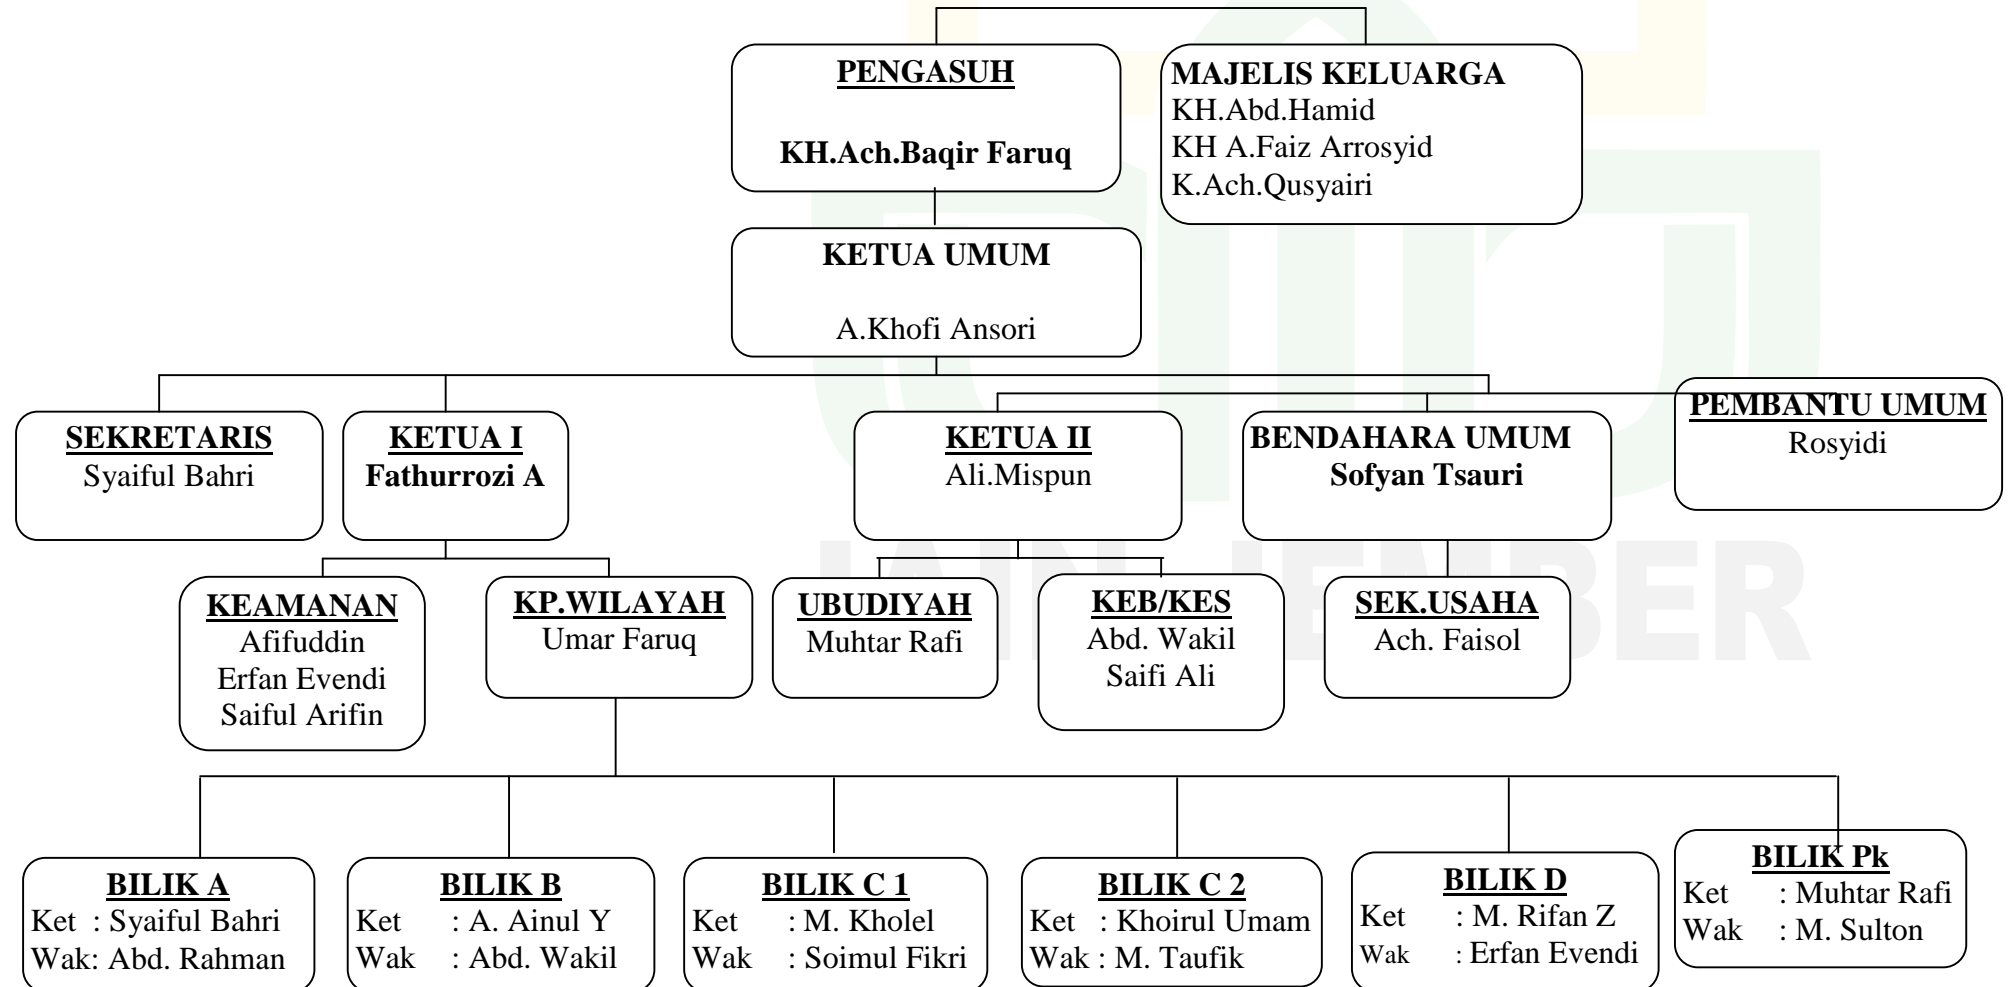 PENGASUH
KH.Ach.Baqir Faruq
MAJELIS KELUARGA
KH.Abd.Hamid
KH A.Faiz Arrosyid
K.Ach.Qusyairi
KETUA UMUM
A.Khofi Ansori
SEKRETARIS
Syaiful Bahri
KETUA I
Fathurrozi A
KETUA II
Ali.Mispun
BENDAHARA UMUM
Sofyan Tsauri
PEMBANTU UMUM
Rosyidi
KEAMANAN
Afifuddin
Erfan Evendi
Saiful Arifin
KP.WILAYAH
Umar Faruq
UBUDIYAH
Muhtar Rafi
KEB/KES
Abd. Wakil
Saifi Ali
SEK.USAHA
Ach. Faisol
IAIN JEMBER
BILIK A
Ket : Syaiful Bahri
Wak: Abd. Rahman
BILIK B
Ket : A. Ainul Y
Wak : Abd. Wakil
BILIK C 1
Ket : M. Kholel
Wak : Soimul Fikri
BILIK C 2
Ket : Khoirul Umam
Wak : M. Taufik
BILIK D
Ket : M. Rifan Z
Wak : Erfan Evendi
BILIK Pk
Ket : Muhtar Rafi
Wak : M. Sulton